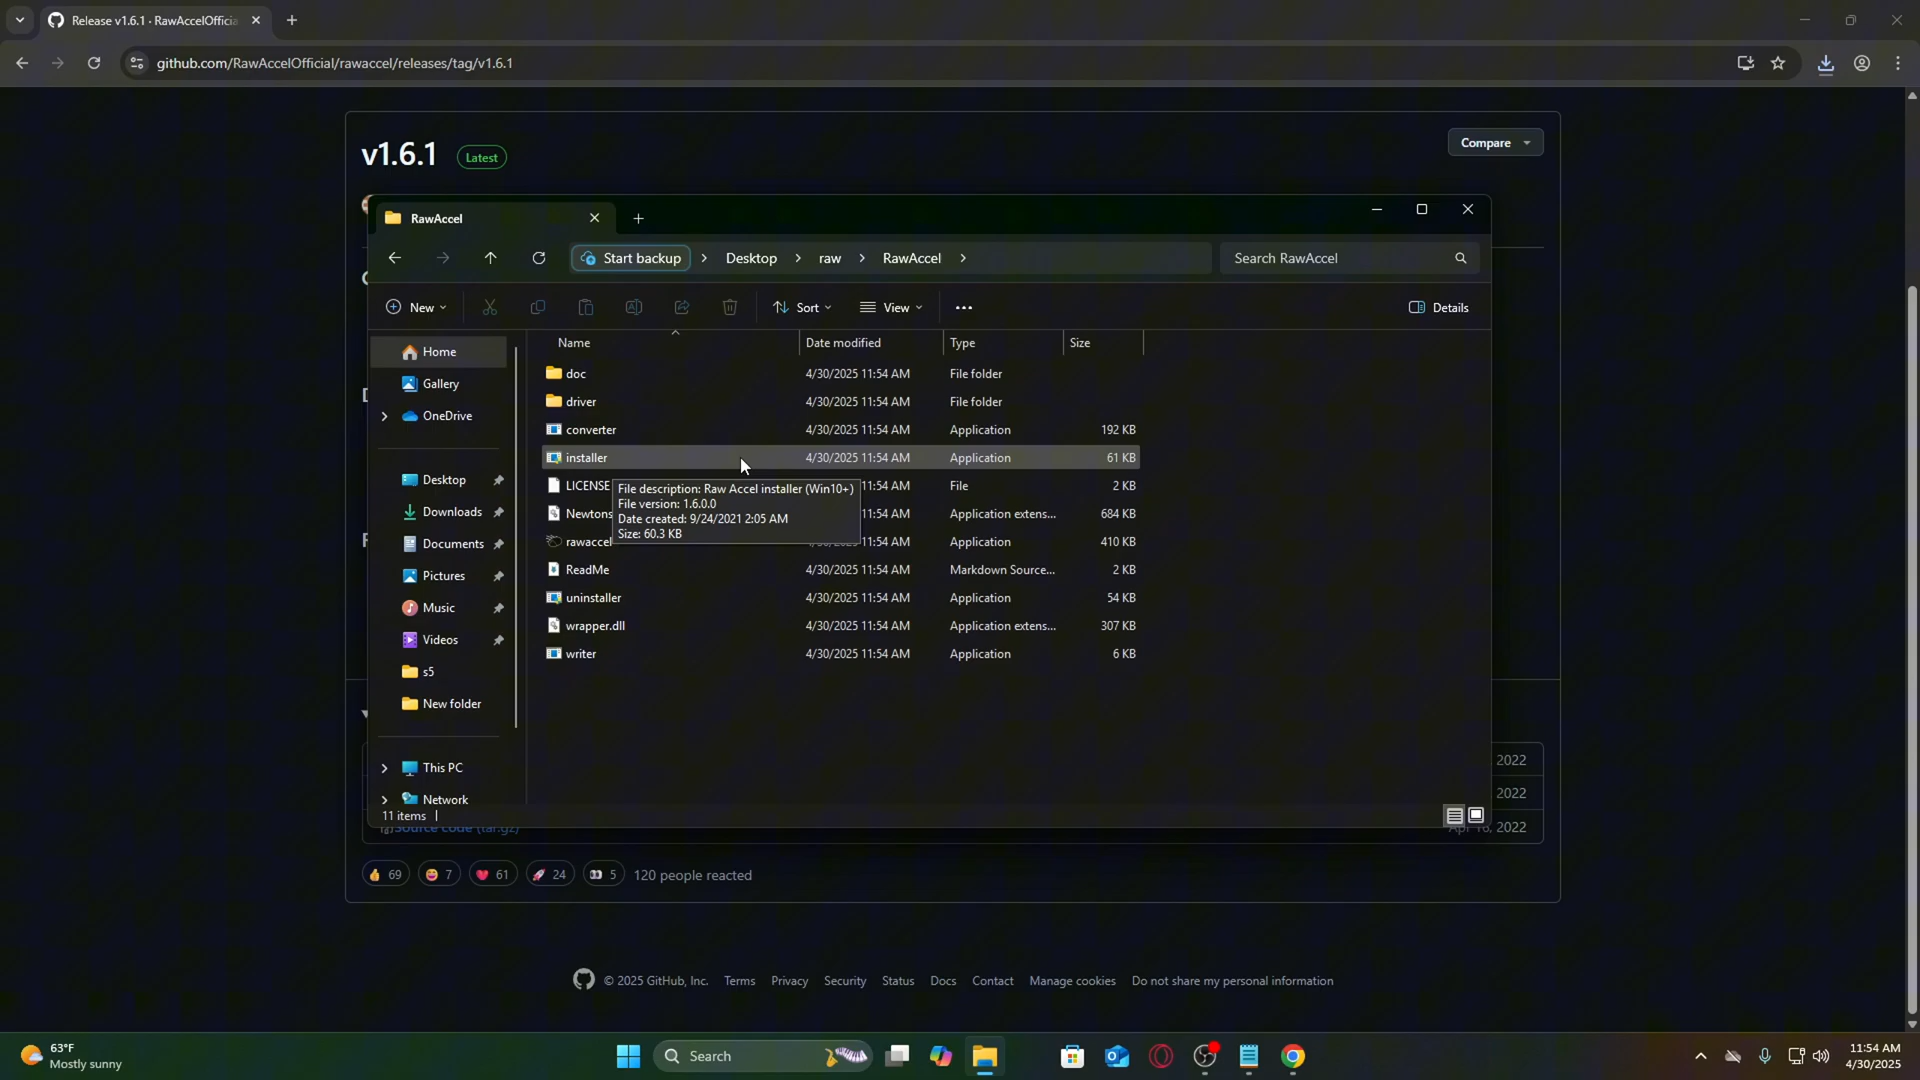 Release v1.6.1 · RawAccelOfficia
github.com/RawAccelOfficial/rawaccel/releases/tag/v1.6.1
v1.6.1 Latest
Compare
RawAccel
Start backup > Desktop > raw > RawAccel >
Search RawAccel
New
Sort
View
Details
Name Date modified Type Size
Home
Gallery
OneDrive
Desktop
Downloads
Documents
Pictures
Music
Videos
s5
New folder
This PC
Network
doc 4/30/2025 11:54 AM File folder
driver 4/30/2025 11:54 AM File folder
converter 4/30/2025 11:54 AM Application 192 KB
installer 4/30/2025 11:54 AM Application 61 KB
LICENSE 11:54 AM File 2 KB
Newtons 11:54 AM Application extens... 684 KB
rawaccel 11:54 AM Application 410 KB
ReadMe 4/30/2025 11:54 AM Markdown Source... 2 KB
uninstaller 4/30/2025 11:54 AM Application 54 KB
wrapper.dll 4/30/2025 11:54 AM Application extens... 307 KB
writer 4/30/2025 11:54 AM Application 6 KB
File description: Raw Accel installer (Win10+)
File version: 1.6.0.0
Date created: 9/24/2021 2:05 AM
Size: 60.3 KB
11 items
, 2022
, 2022
Source code (tar.gz) Apr 16, 2022
69 7 61 24 5 120 people reacted
© 2025 GitHub, Inc. Terms Privacy Security Status Docs Contact Manage cookies Do not share my personal information
63°F
Mostly sunny
Search
11:54 AM
4/30/2025